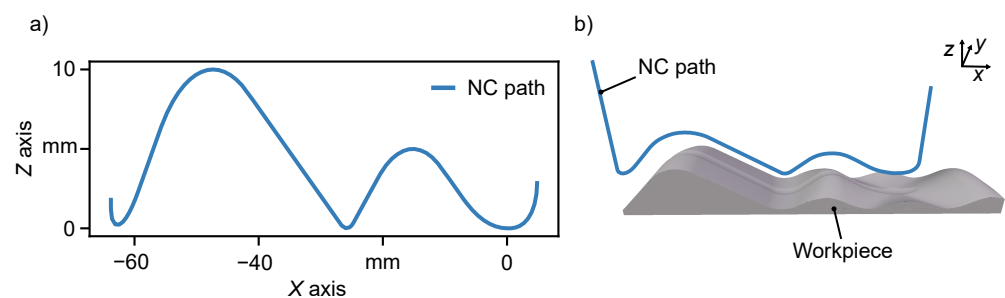 a)
10
mm
0
Z axis
NC path
−60
−40
mm
0
X axis
b)
NC path
z
y
x
Workpiece